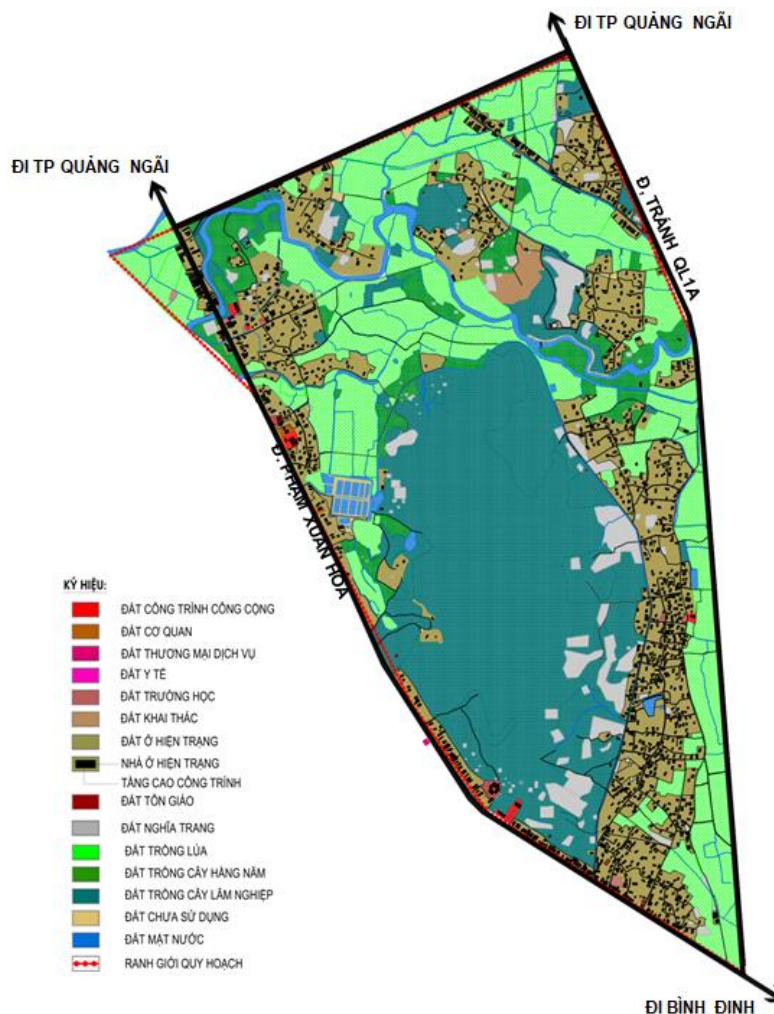 ĐI TP QUẢNG NGÃI
ĐI TP QUẢNG NGÃI
Đ, TRÁNH QL1A
Đ, PHẠM XUÂN HÒA
KÝ HIỆU:
ĐẤT CÔNG TRÌNH CÔNG CỘNG
ĐẤT CƠ QUAN
ĐẤT THƯƠNG MẠI DỊCH VỤ
ĐẤT Y TẾ
ĐẤT TRƯỜNG HỌC
ĐẤT KHAI THÁC
ĐẤT Ở HIỆN TRẠNG
NHÀ Ở HIỆN TRẠNG
TẦNG CAO CÔNG TRÌNH
ĐẤT TÔN GIÁO
ĐẤT NGHĨA TRANG
ĐẤT TRỒNG LÚA
ĐẤT TRỒNG CÂY HÀNG NĂM
ĐẤT TRỒNG CÂY LÂM NGHIỆP
ĐẤT CHƯA SỬ DỤNG
ĐẤT MẶT NƯỚC
RANH GIỚI QUY HOẠCH
ĐI BÌNH ĐỊNH